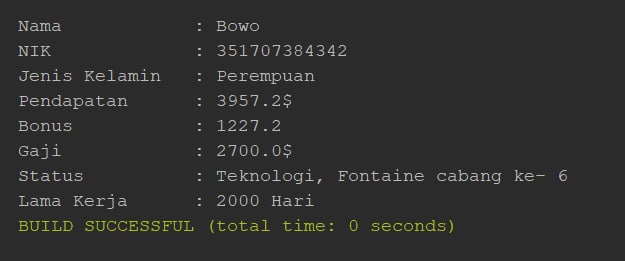 Nama : Bowo
NIK : 351707384342
Jenis Kelamin : Perempuan
Pendapatan : 3957.2$
Bonus : 1227.2
Gaji : 2700.0$
Status : Teknologi, Fontaine cabang ke- 6
Lama Kerja : 2000 Hari
BUILD SUCCESSFUL (total time: 0 seconds)